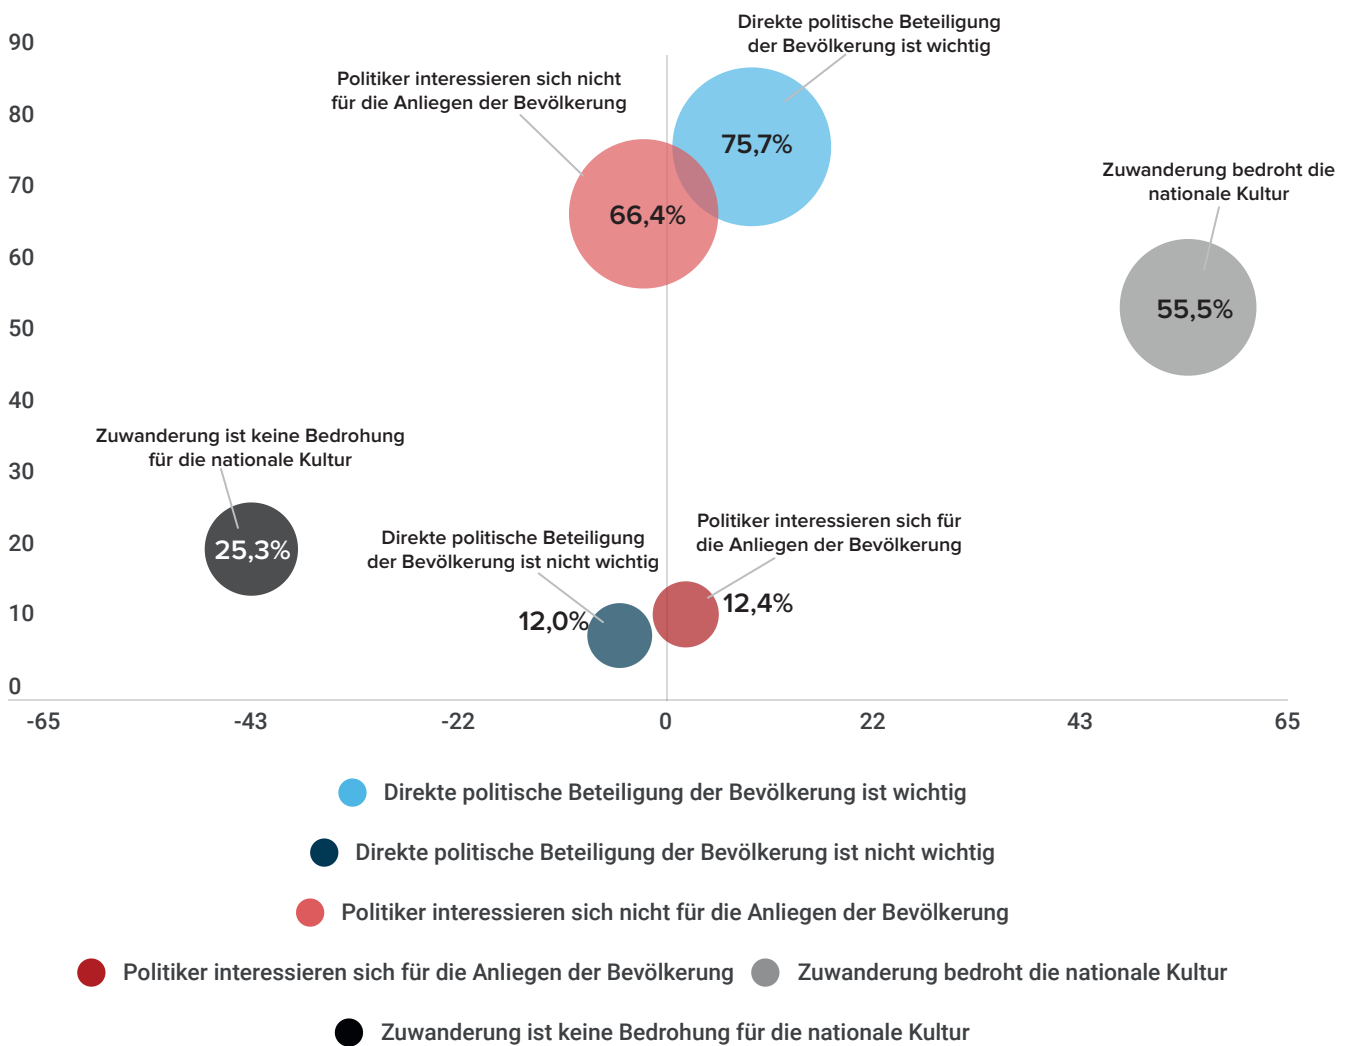 Direkte politische Beteiligung
der Bevölkerung ist wichtig
90
Politiker interessieren sich nicht
für die Anliegen der Bevölkerung
80
75,7%
Zuwanderung bedroht die
nationale Kultur
70
66,4%
60
55,5%
50
40
Zuwanderung ist keine Bedrohung
für die nationale Kultur
30
25,3%
20
Direkte politische Beteiligung
der Bevölkerung ist nicht wichtig
Politiker interessieren sich für
die Anliegen der Bevölkerung
10
12,0%
12,4%
0
-65 -43 -22 0 22 43 65
Direkte politische Beteiligung der Bevölkerung ist wichtig
Direkte politische Beteiligung der Bevölkerung ist nicht wichtig
Politiker interessieren sich nicht für die Anliegen der Bevölkerung
Politiker interessieren sich für die Anliegen der Bevölkerung Zuwanderung bedroht die nationale Kultur
Zuwanderung ist keine Bedrohung für die nationale Kultur